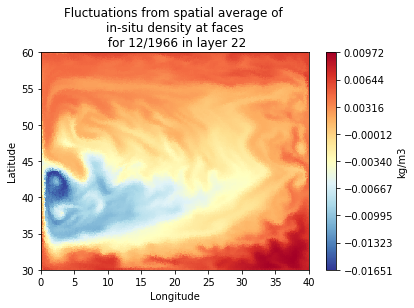 Fluctuations from spatial average of
in-situ density at faces
for 12/1966 in layer 22
60
55
50
45
40
35
30
Latitude
0 5 10 15 20 25 30 35 40
Longitude
0.00972
0.00644
0.00316
−0.00012
−0.00340
−0.00667
−0.00995
−0.01323
−0.01651
kg/m3